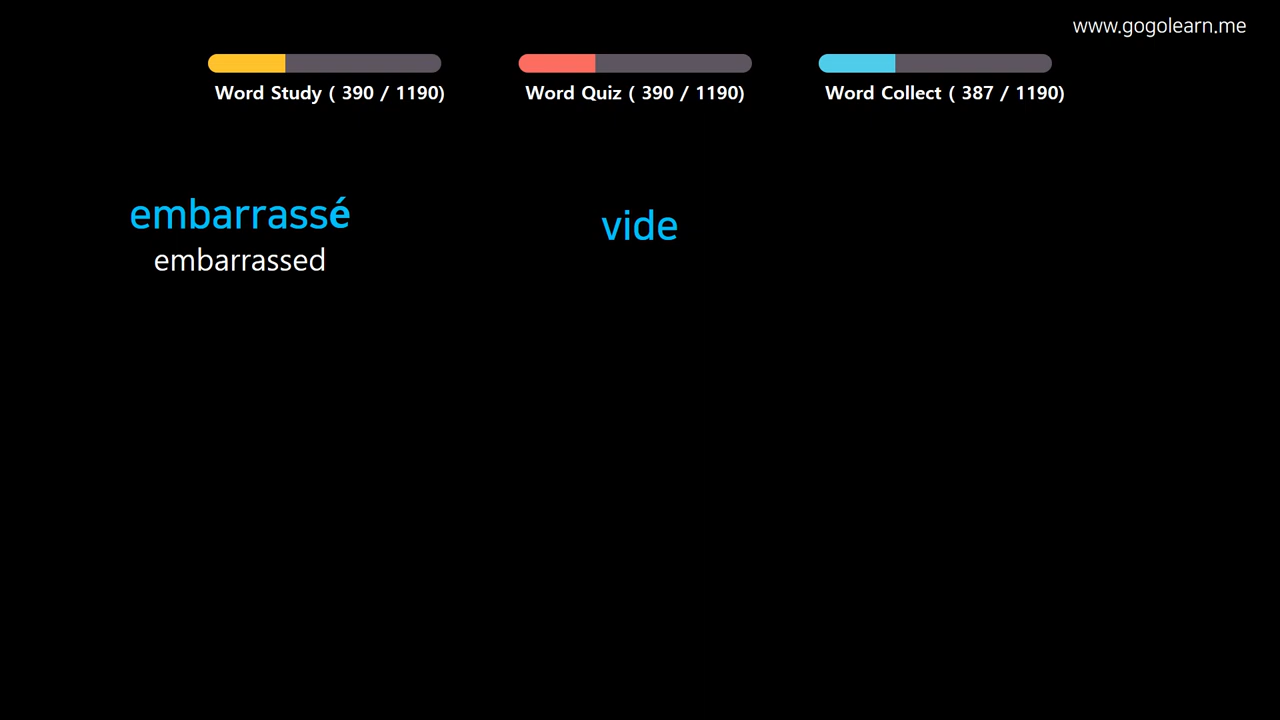 www.gogolearn.me
Word Study ( 390 / 1190)
Word Quiz ( 390 / 1190)
Word Collect ( 387 / 1190)
embarrassé
embarrassed
vide